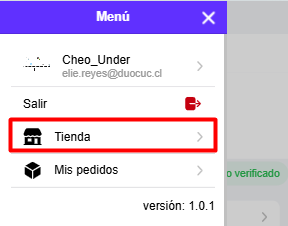 Menú
Cheo_Under
elie.reyes@duocuc.cl
Salir
Tienda
Mis pedidos
o verificado
versión: 1.0.1